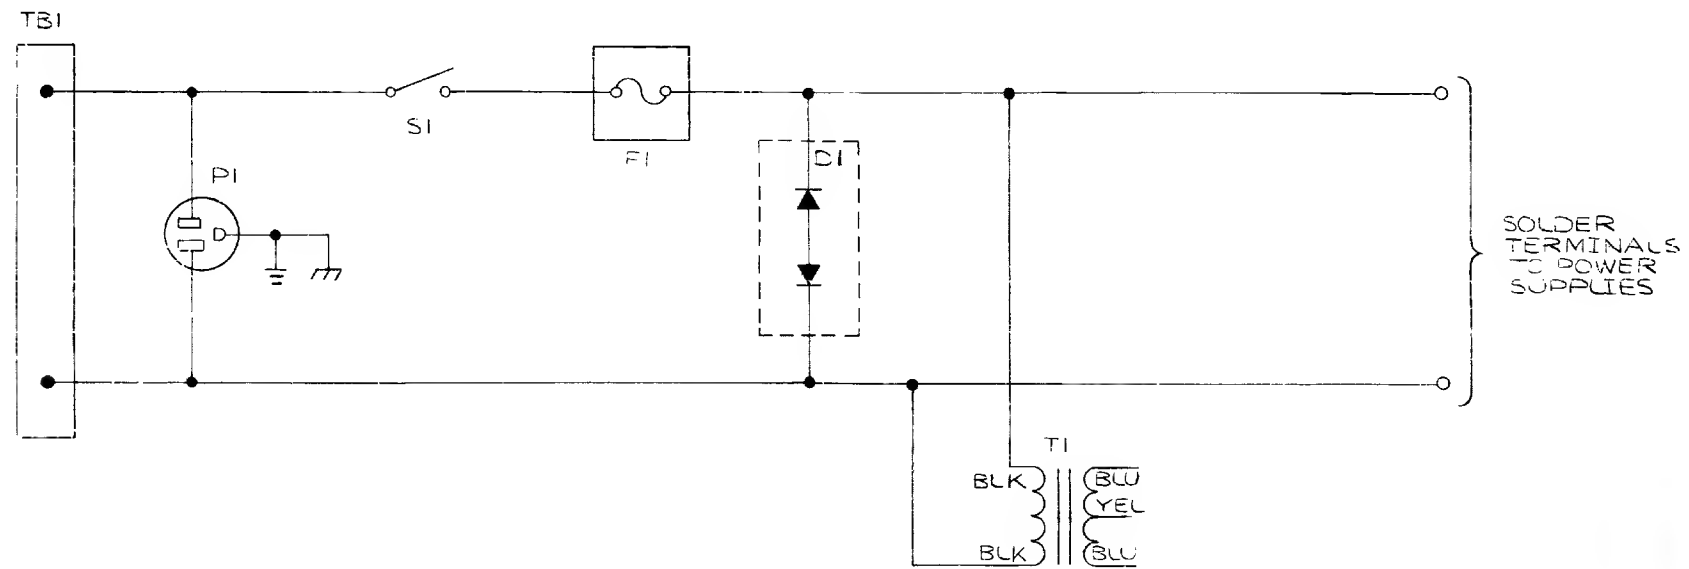 TB1
S1
F1
D1
P1
D
SOLDER
TERMINALS
TO POWER
SUPPLIES
T1
BLK
BLU
YEL
BLK
BLU